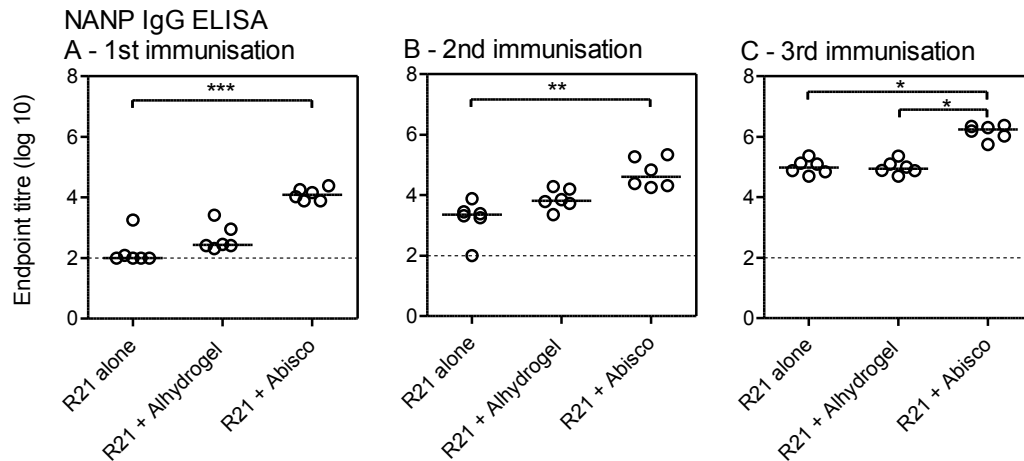 NANP IgG ELISA
A - 1st immunisation
B - 2nd immunisation
C - 3rd immunisation
Endpoint titre (log 10)
8
6
4
2
0
***
R21 alone
R21 + Alhydrogel
R21 + Abisco
8
6
4
2
0
**
R21 alone
R21 + Alhydrogel
R21 + Abisco
8
6
4
2
0
*
*
R21 alone
R21 + Alhydrogel
R21 + Abisco